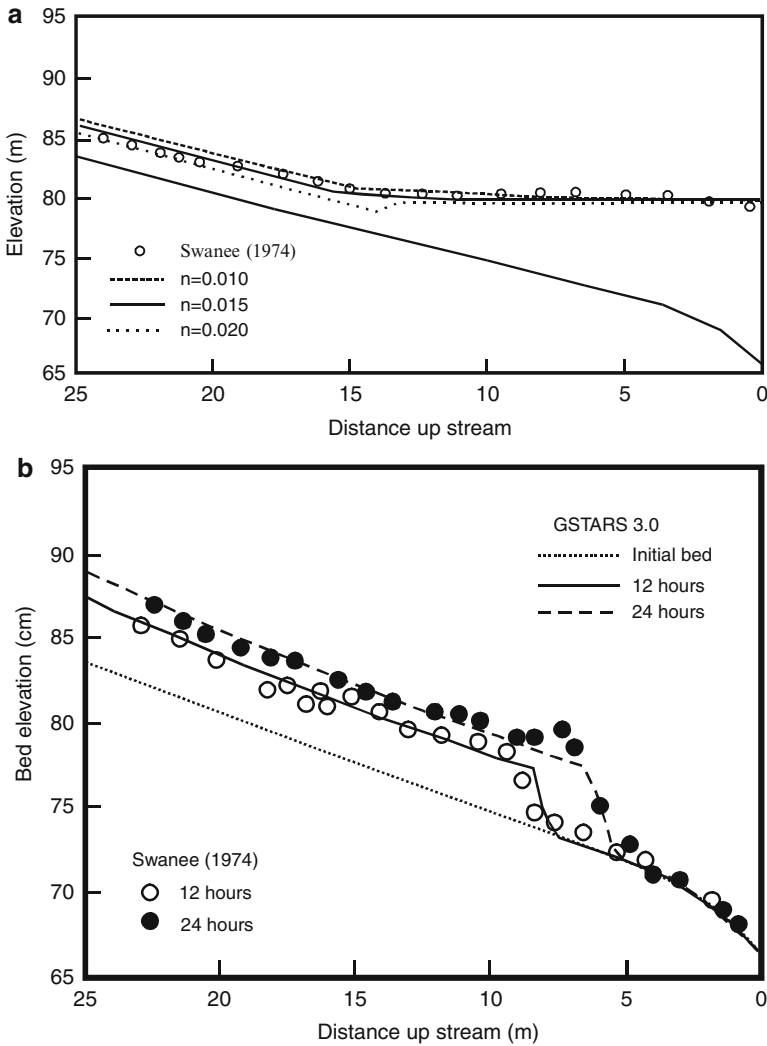 a
95
90
85
80
75
70
65
Elevation (m)
Swanee (1974)
n=0.010
n=0.015
n=0.020
25 20 15 10 5 0
Distance up stream
b
95
90
85
80
75
70
65
Bed elevation (cm)
GSTARS 3.0
Initial bed
12 hours
24 hours
Swanee (1974)
12 hours
24 hours
25 20 15 10 5 0
Distance up stream (m)